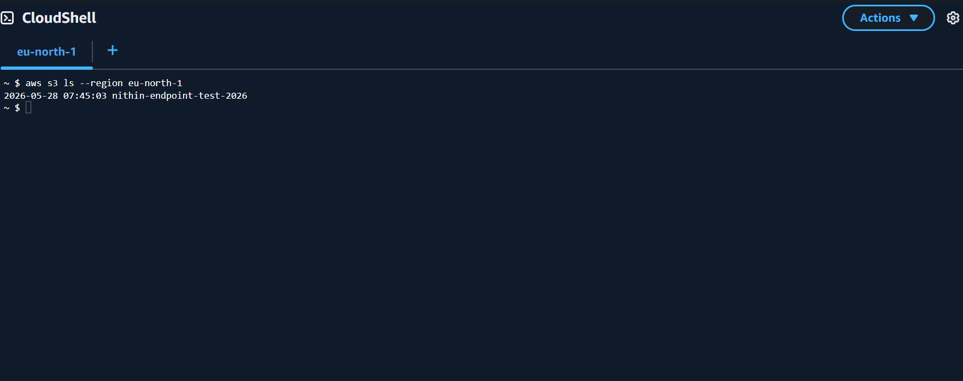 CloudShell
Actions
eu-north-1
+
~ $ aws s3 ls --region eu-north-1
2026-05-28 07:45:03 nithin-endpoint-test-2026
~ $